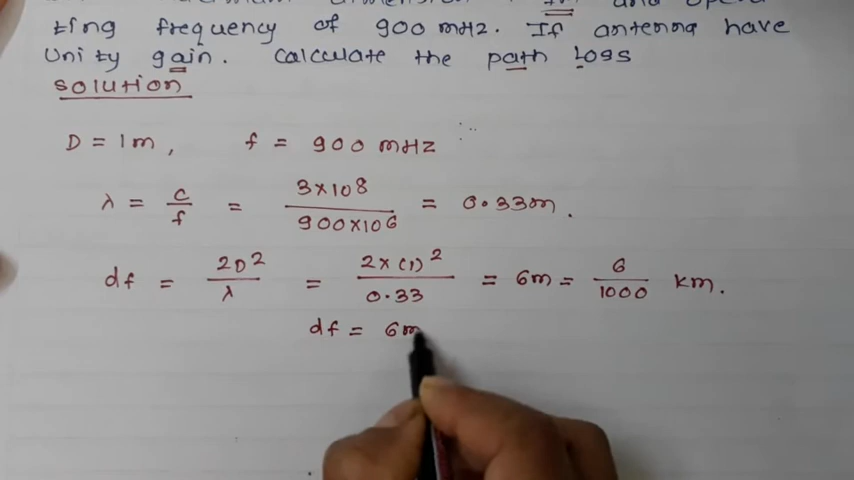 and
ting frequency of 900 mHz. If antenna have
Unity gain. Calculate the path Loss
Solution
D = 1m, f = 900 mHz
λ = c/f = 3×108 / 900×106 = 0.33m.
df = 2D² / λ = 2×(1)² / 0.33 = 6m = 6/1000 km.
df = 6m